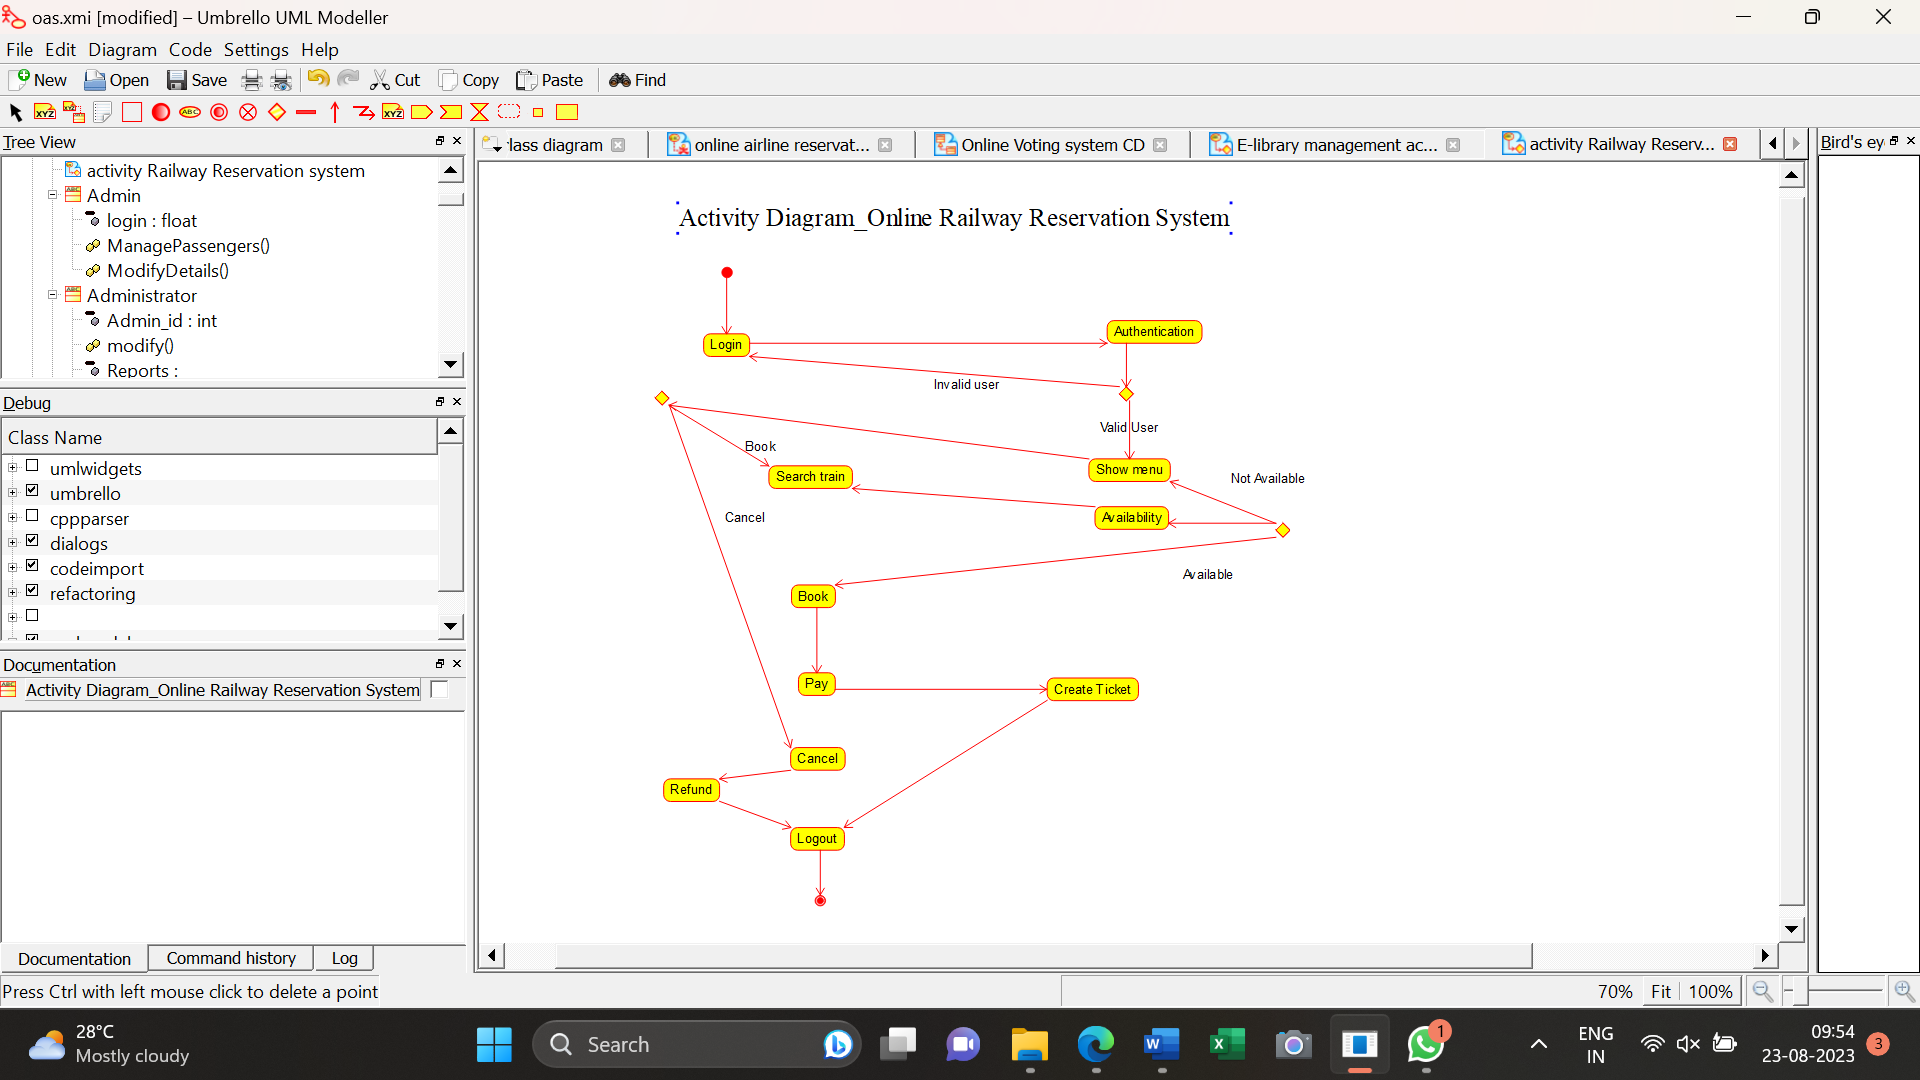 oas.xmi [modified] – Umbrello UML Modeller
File Edit Diagram Code Settings Help
New Open Save Cut Copy Paste Find
XYZ XYZ ABC XYZ
Tree View
activity Railway Reservation system
Admin
login : float
ManagePassengers()
ModifyDetails()
Administrator
Admin_id : int
modify()
Reports :
Debug
Class Name
umlwidgets
umbrello
cppparser
dialogs
codeimport
refactoring
Documentation
Activity Diagram_Online Railway Reservation System
Documentation Command history Log
Press Ctrl with left mouse click to delete a point
lass diagram online airline reservat... Online Voting system CD E-library management ac... activity Railway Reserv...
Bird's ey
Activity Diagram_Online Railway Reservation System
Authentication
Login
Invalid user
Valid User
Book
Show menu
Search train
Not Available
Cancel
Availability
Available
Book
Pay
Create Ticket
Cancel
Refund
Logout
70% Fit 100%
28°C
Mostly cloudy
Search
1
ENG
IN
09:54
23-08-2023
3